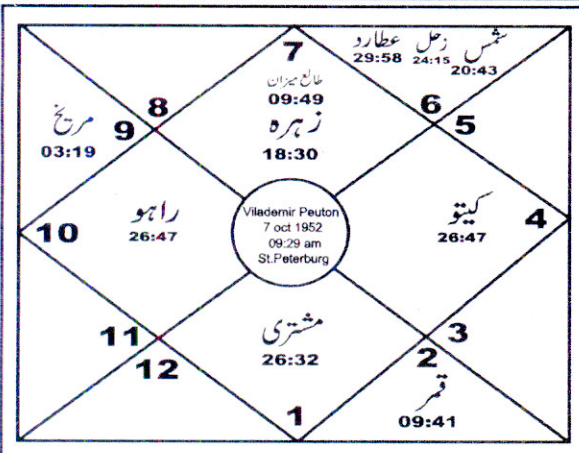 7
طالع میزان
09:49
زہرہ
18:30
شمس
20:43
زحل
24:15
عطارد
29:58
8
9
6
5
مریخ
03:19
راہو
26:47
10
Vilademir Peuton
7 oct 1952
09:29 am
St.Peterburg
کیتو
26:47
4
11
12
مشتری
26:32
3
2
1
قمر
09:41